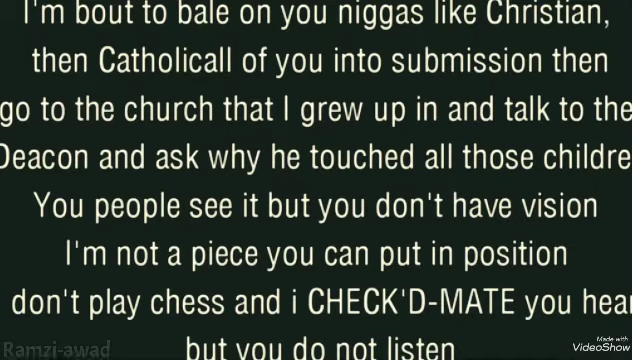 I'm bout to bale on you niggas like Christian,
then Catholicall of you into submission then
go to the church that I grew up in and talk to the
Deacon and ask why he touched all those childre
You people see it but you don't have vision
I'm not a piece you can put in position
don't play chess and i CHECK'D-MATE you hear
but you do not listen
Ramzi-awad
Made with
VideoShow